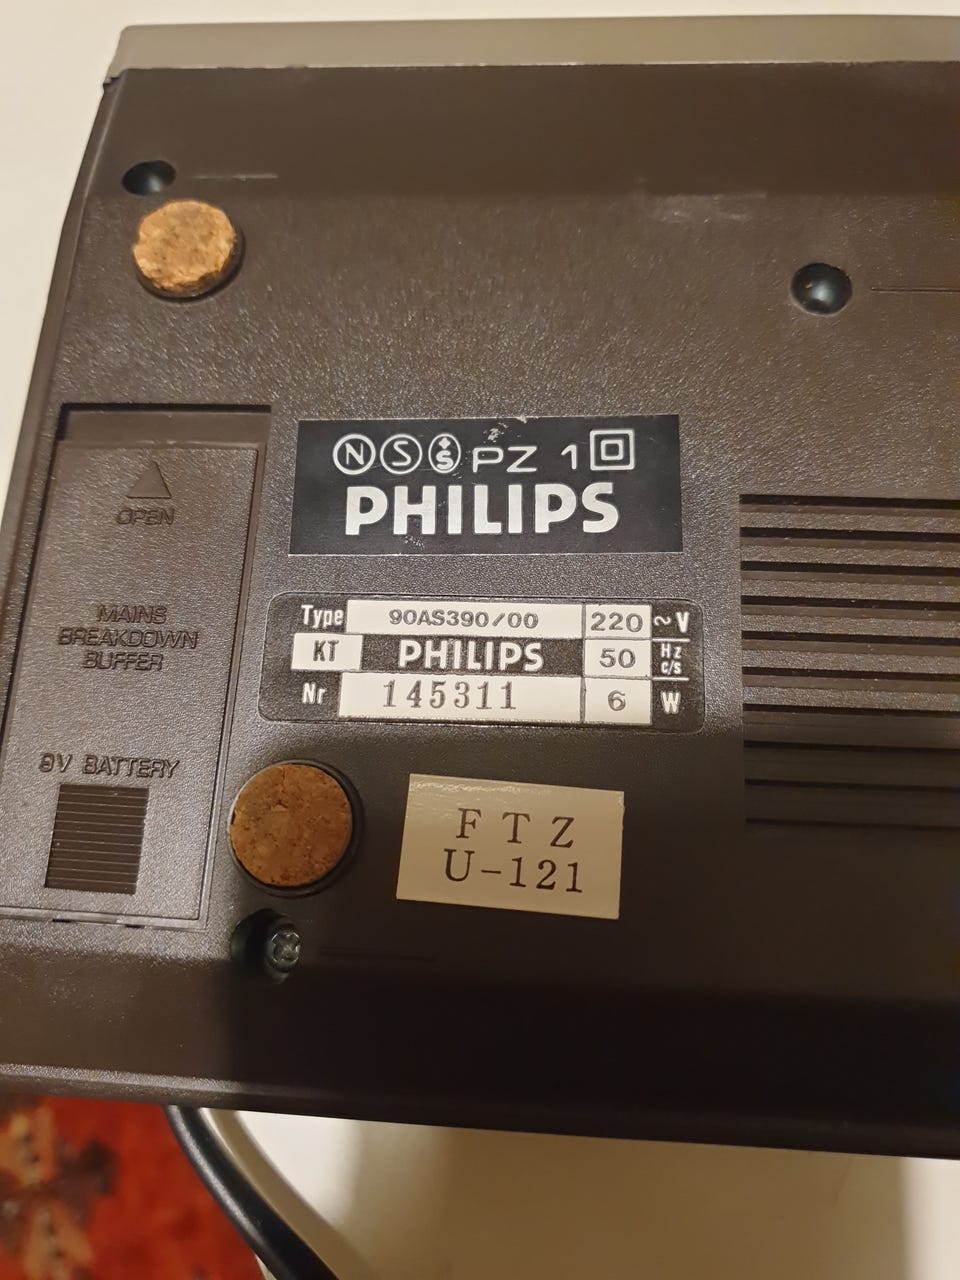 N S S PZ 1
PHILIPS
OPEN
MAINS
BREAKDOWN
BUFFER
9V BATTERY
Type 90AS390/00 220 ~ V
KT PHILIPS 50 Hz c/s
Nr 145311 6 W
FTZ
U-121